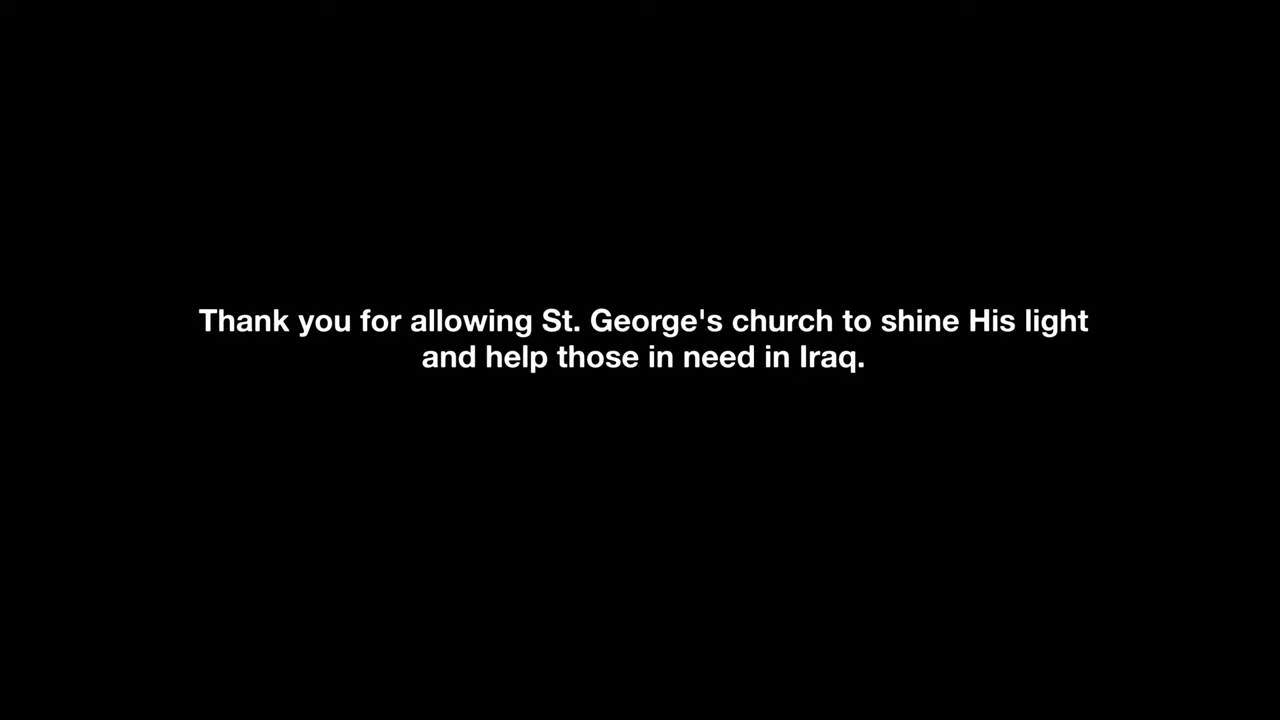 Thank you for allowing St. George's church to shine His light
and help those in need in Iraq.